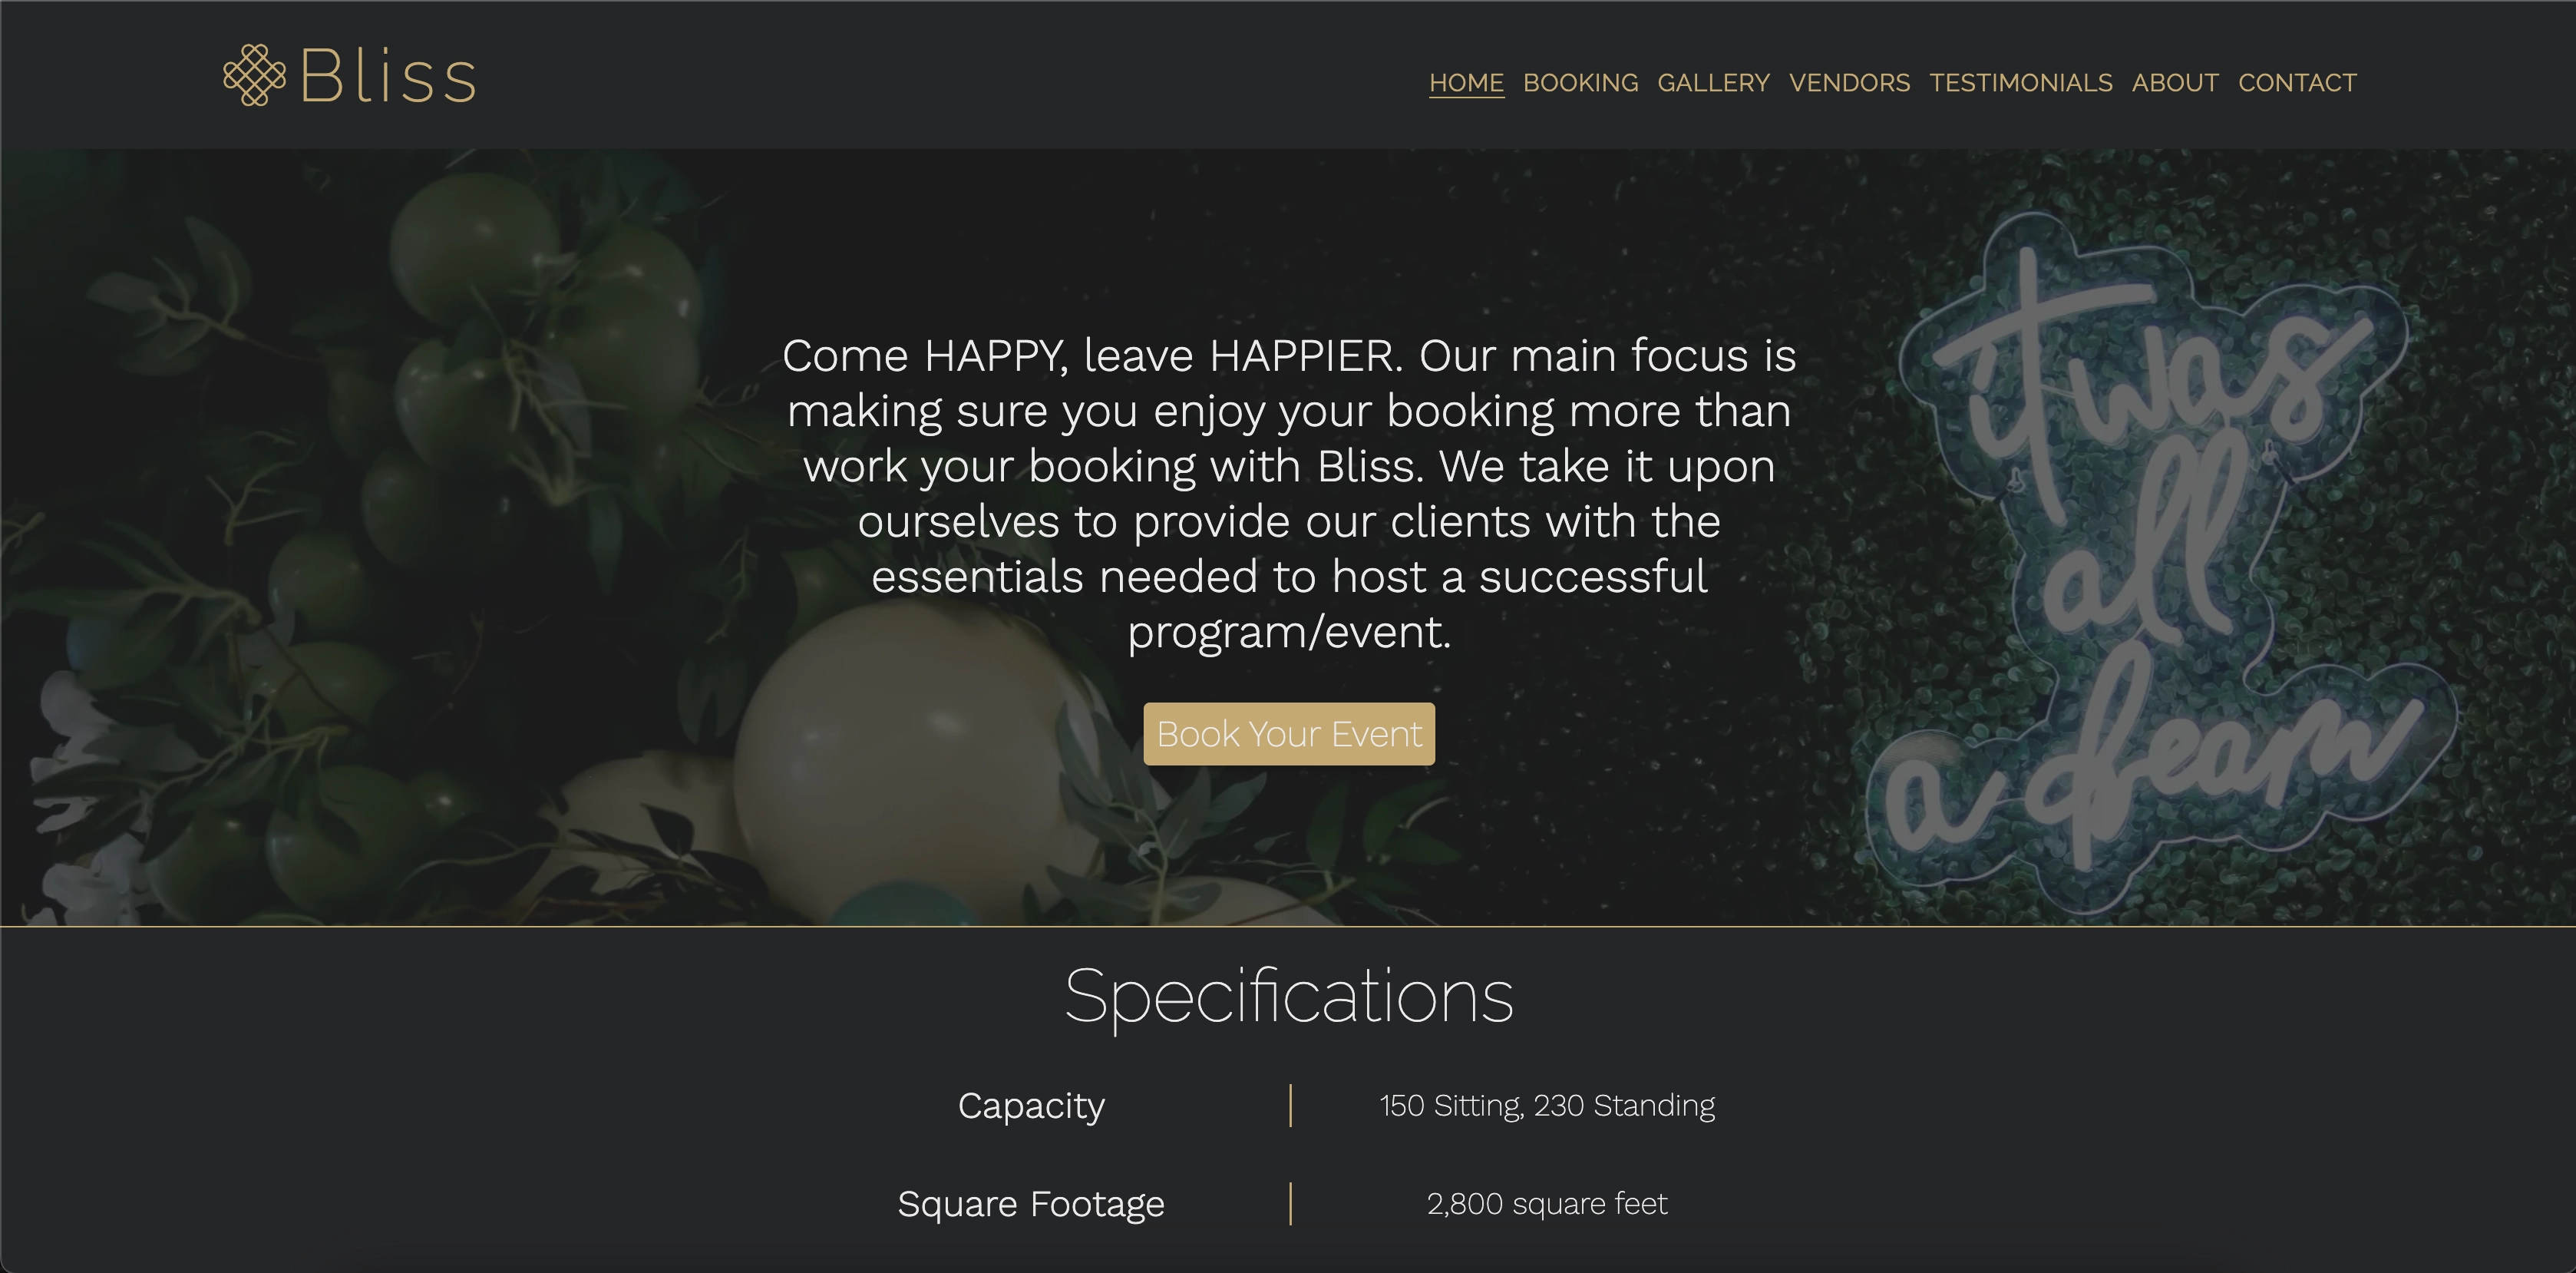 Bliss
HOME BOOKING GALLERY VENDORS TESTIMONIALS ABOUT CONTACT
Come HAPPY, leave HAPPIER. Our main focus is
making sure you enjoy your booking more than
work your booking with Bliss. We take it upon
ourselves to provide our clients with the
essentials needed to host a successful
program/event.
Book Your Event
it was
all
a dream
Specifications
Capacity 150 Sitting, 230 Standing
Square Footage 2,800 square feet